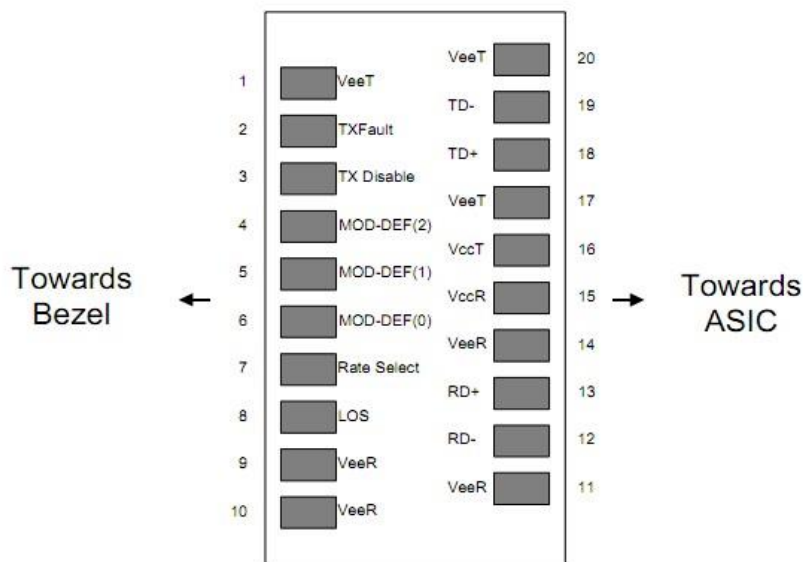 1 VeeT
2 TXFault
3 TX Disable
4 MOD-DEF(2)
5 MOD-DEF(1)
6 MOD-DEF(0)
7 Rate Select
8 LOS
9 VeeR
10 VeeR
VeeT 20
TD- 19
TD+ 18
VeeT 17
VccT 16
VccR 15
VeeR 14
RD+ 13
RD- 12
VeeR 11
Towards
Bezel
Towards
ASIC